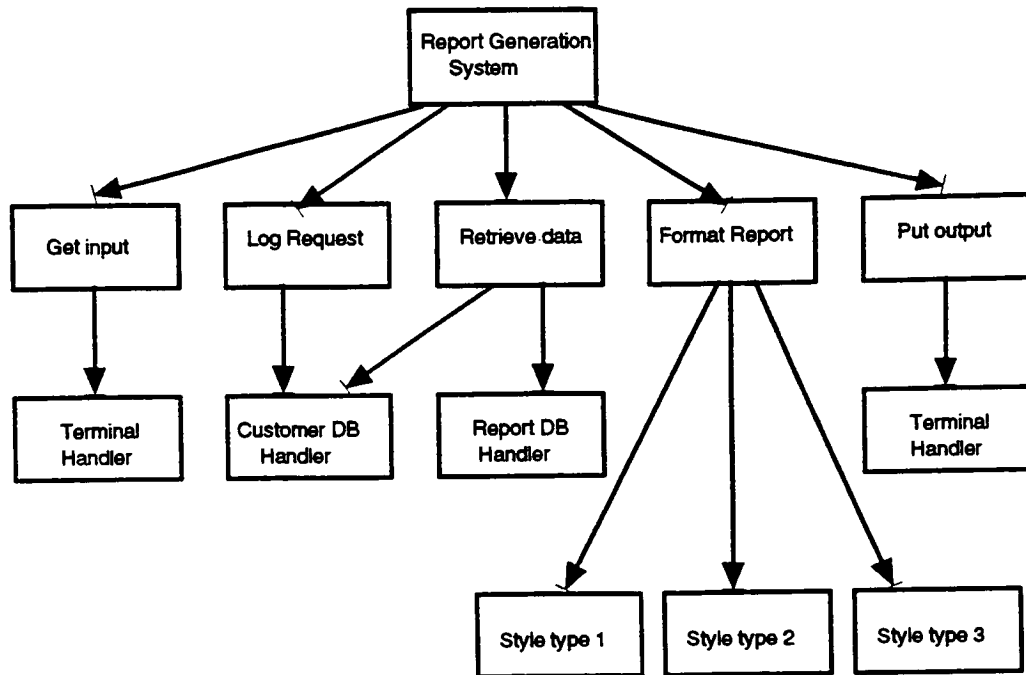 Report Generation
System
Get input
Log Request
Retrieve data
Format Report
Put output
Terminal
Handler
Customer DB
Handler
Report DB
Handler
Terminal
Handler
Style type 1
Style type 2
Style type 3